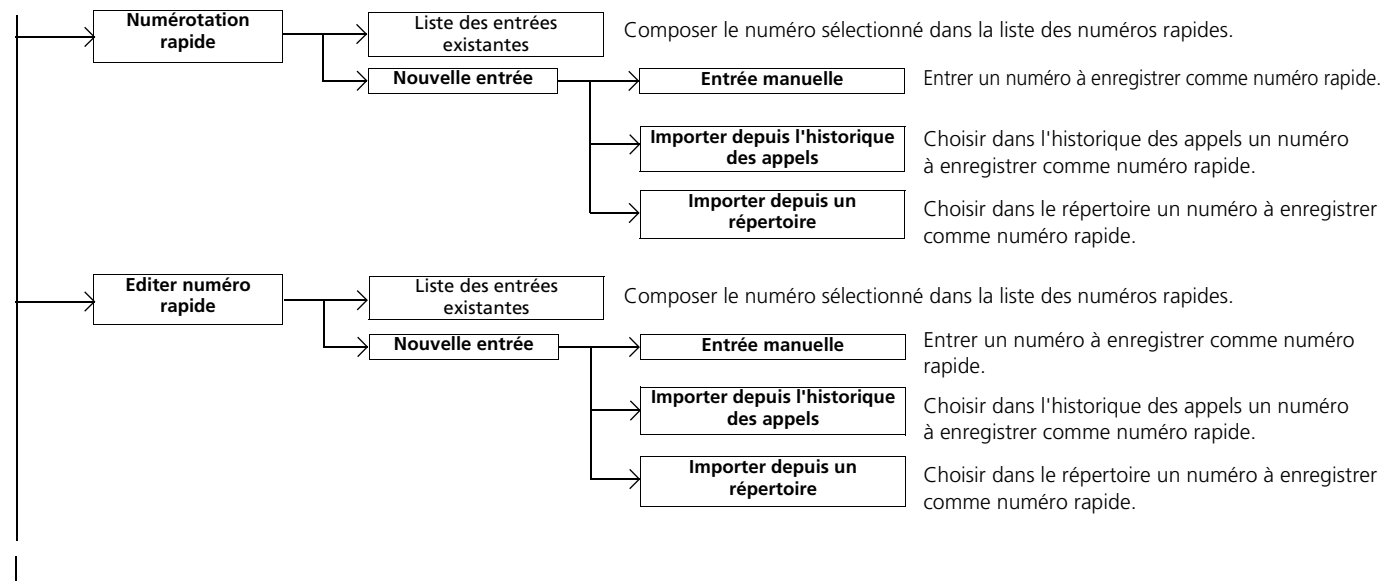 Numérotation
rapide
Liste des entrées
existantes
Composer le numéro sélectionné dans la liste des numéros rapides.
Nouvelle entrée
Entrée manuelle
Entrer un numéro à enregistrer comme numéro rapide.
Importer depuis l'historique
des appels
Choisir dans l'historique des appels un numéro
à enregistrer comme numéro rapide.
Importer depuis un
répertoire
Choisir dans le répertoire un numéro à enregistrer
comme numéro rapide.
Editer numéro
rapide
Liste des entrées
existantes
Composer le numéro sélectionné dans la liste des numéros rapides.
Nouvelle entrée
Entrée manuelle
Entrer un numéro à enregistrer comme numéro
rapide.
Importer depuis l'historique
des appels
Choisir dans l'historique des appels un numéro
à enregistrer comme numéro rapide.
Importer depuis un
répertoire
Choisir dans le répertoire un numéro à enregistrer
comme numéro rapide.